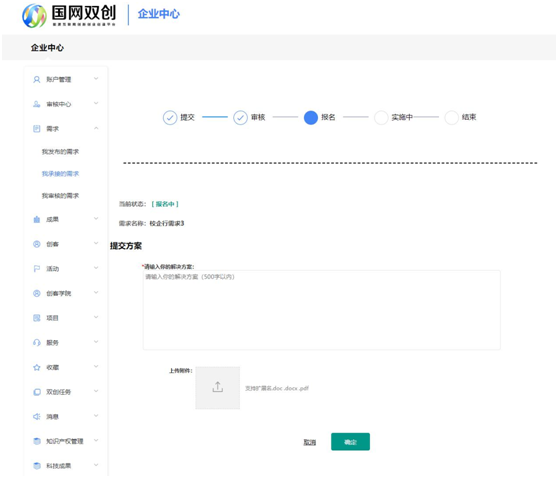 国网双创
企业中心
企业中心
账户管理
审核中心
需求
我发布的需求
我承接的需求
我审核的需求
成果
创客
活动
创客学院
项目
服务
收藏
双创任务
消息
知识产权管理
科技成果
提交 审核 报名 实施中 结束
当前状态：[ 报名中 ]
需求名称：校企行需求3
提交方案
*请输入你的解决方案：
请输入你的解决方案（500字以内）
上传附件：
支持扩展名.doc .docx .pdf
取消 确定